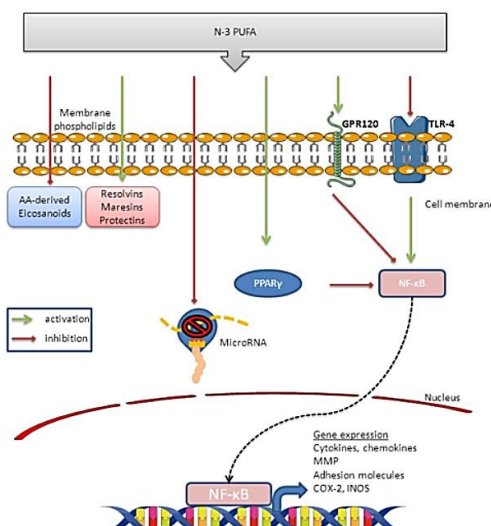 N-3 PUFA
Membrane
phospholipids
GPR120
TLR-4
AA-derived
Eicosanoids
Resolvins
Maresins
Protectins
Cell membrane
PPARγ
NF-κB
activation
inhibition
MicroRNA
Nucleus
Gene expression
Cytokines, chemokines
MMP
Adhesion molecules
COX-2, INOS
NF-κB